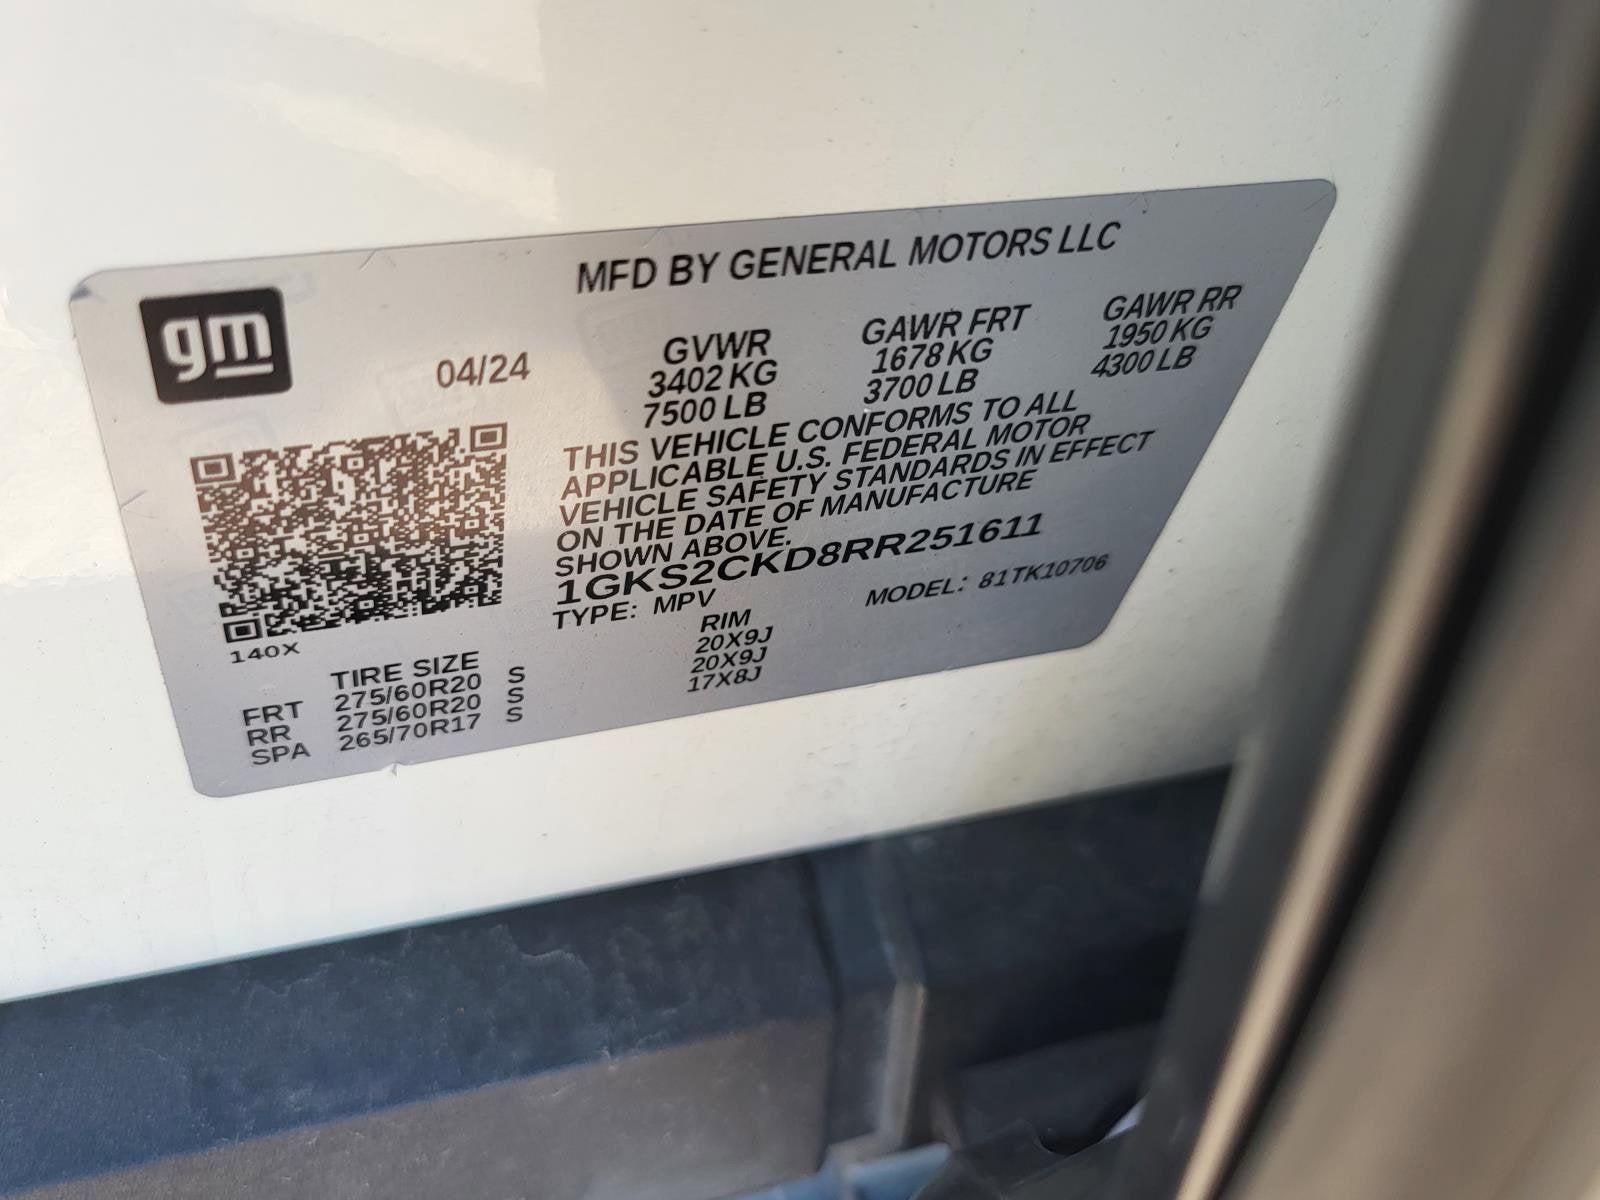 MFD BY GENERAL MOTORS LLC
gm
04/24
GVWR
3402 KG
7500 LB
GAWR FRT
1678 KG
3700 LB
GAWR RR
1950 KG
4300 LB
THIS VEHICLE CONFORMS TO ALL
APPLICABLE U.S. FEDERAL MOTOR
VEHICLE SAFETY STANDARDS IN EFFECT
ON THE DATE OF MANUFACTURE
SHOWN ABOVE.
1GKS2CKD8RR251611
TYPE: MPV
MODEL: 81TK10706
140X
TIRE SIZE RIM
FRT 275/60R20 S 20X9J
RR 275/60R20 S 20X9J
SPA 265/70R17 S 17X8J